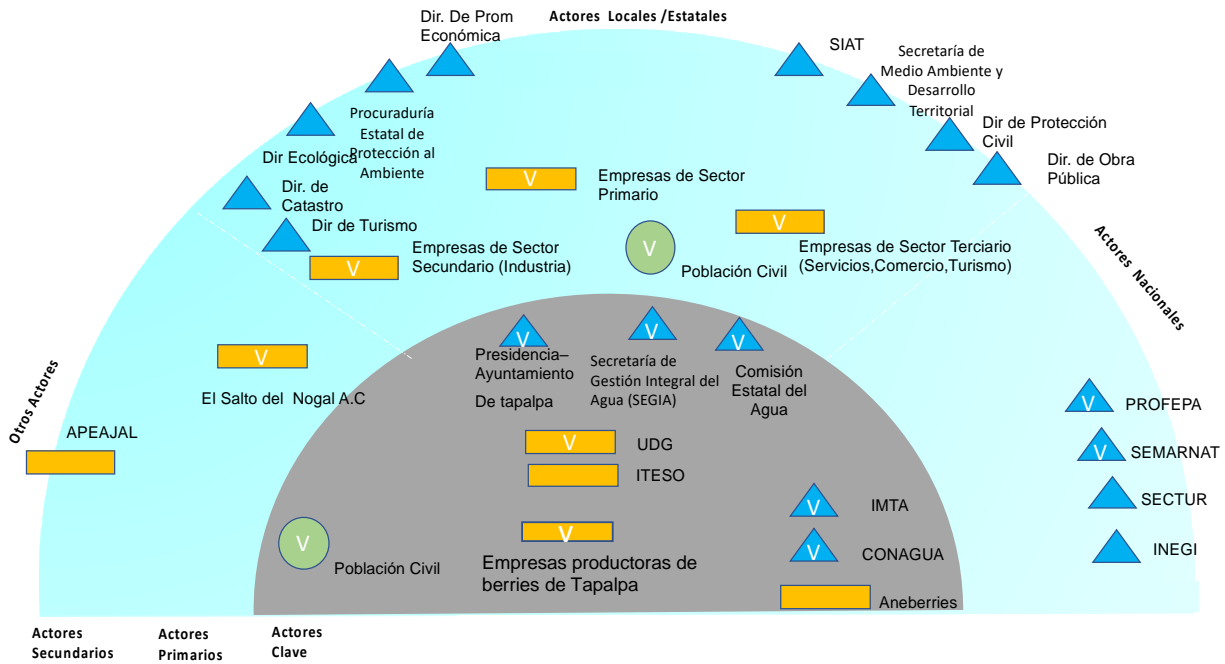 Actores Locales /Estatales
Dir. De Prom
Económica
SIAT
Secretaría de
Medio Ambiente y
Desarrollo
Territorial
Procuraduría
Estatal de
Protección al
Ambiente
Dir Ecológica
Dir de Protección
Civil
Dir. de Obra
Pública
Dir. de
Catastro
Dir de Turismo
V
Empresas de Sector
Primario
V
Empresas de Sector
Secundario (Industria)
V
Población Civil
V
Empresas de Sector Terciario
(Servicios,Comercio,Turismo)
Actores Nacionales
V
El Salto del Nogal A.C
Otros Actores
APEAJAL
V
Presidencia–
Ayuntamiento
De tapalpa
V
Secretaría de
Gestión Integral del
Agua (SEGIA)
V
Comisión
Estatal del
Agua
V
PROFEPA
V
SEMARNAT
SECTUR
INEGI
V
UDG
ITESO
V
Empresas productoras de
berries de Tapalpa
V
Población Civil
V
IMTA
V
CONAGUA
Aneberries
Actores
Secundarios
Actores
Primarios
Actores
Clave